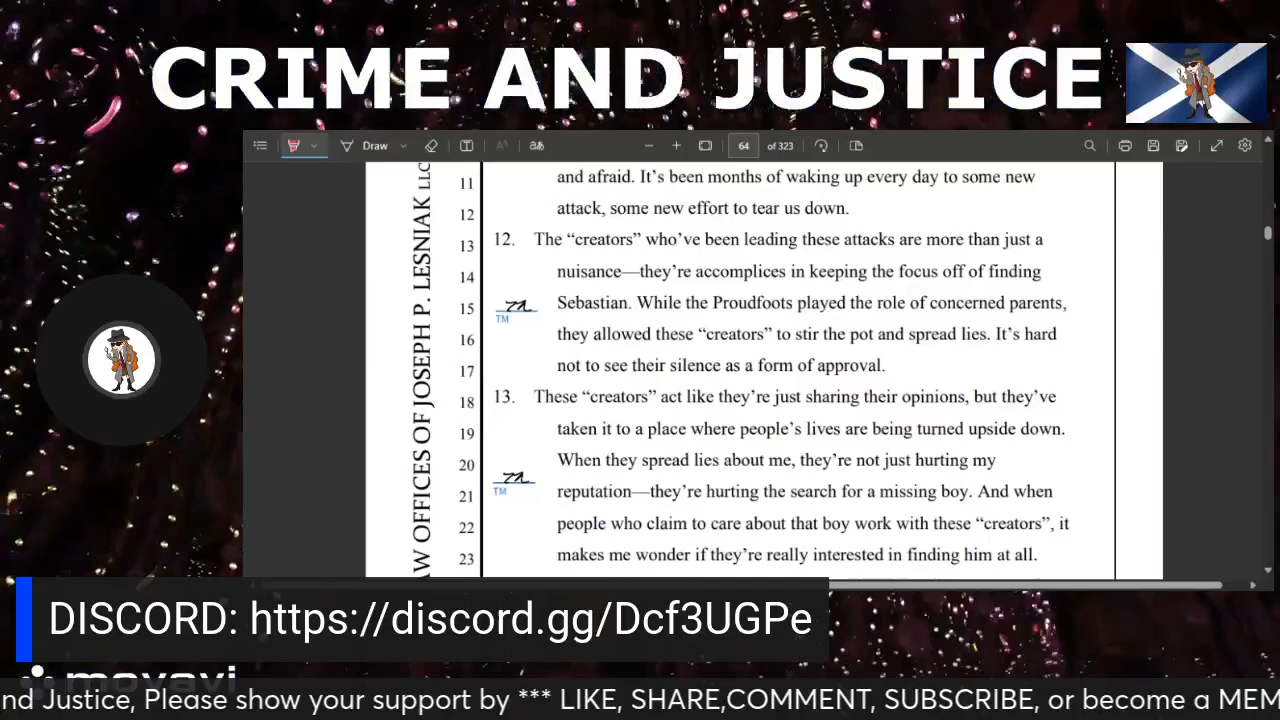 CRIME AND JUSTICE
Draw
64 of 323
LAW OFFICES OF JOSEPH P. LESNIAK LLC
11 and afraid. It's been months of waking up every day to some new
12 attack, some new effort to tear us down.
13 12. The “creators” who've been leading these attacks are more than just a
14 nuisance—they're accomplices in keeping the focus off of finding
15 Sebastian. While the Proudfoots played the role of concerned parents,
TM
16 they allowed these “creators” to stir the pot and spread lies. It's hard
17 not to see their silence as a form of approval.
18 13. These “creators” act like they're just sharing their opinions, but they've
19 taken it to a place where people's lives are being turned upside down.
20 When they spread lies about me, they're not just hurting my
TM
21 reputation—they're hurting the search for a missing boy. And when
22 people who claim to care about that boy work with these “creators”, it
23 makes me wonder if they're really interested in finding him at all.
DISCORD: https://discord.gg/Dcf3UGPe
movavi
nd Justice, Please show your support by *** LIKE, SHARE,COMMENT, SUBSCRIBE, or become a MEM